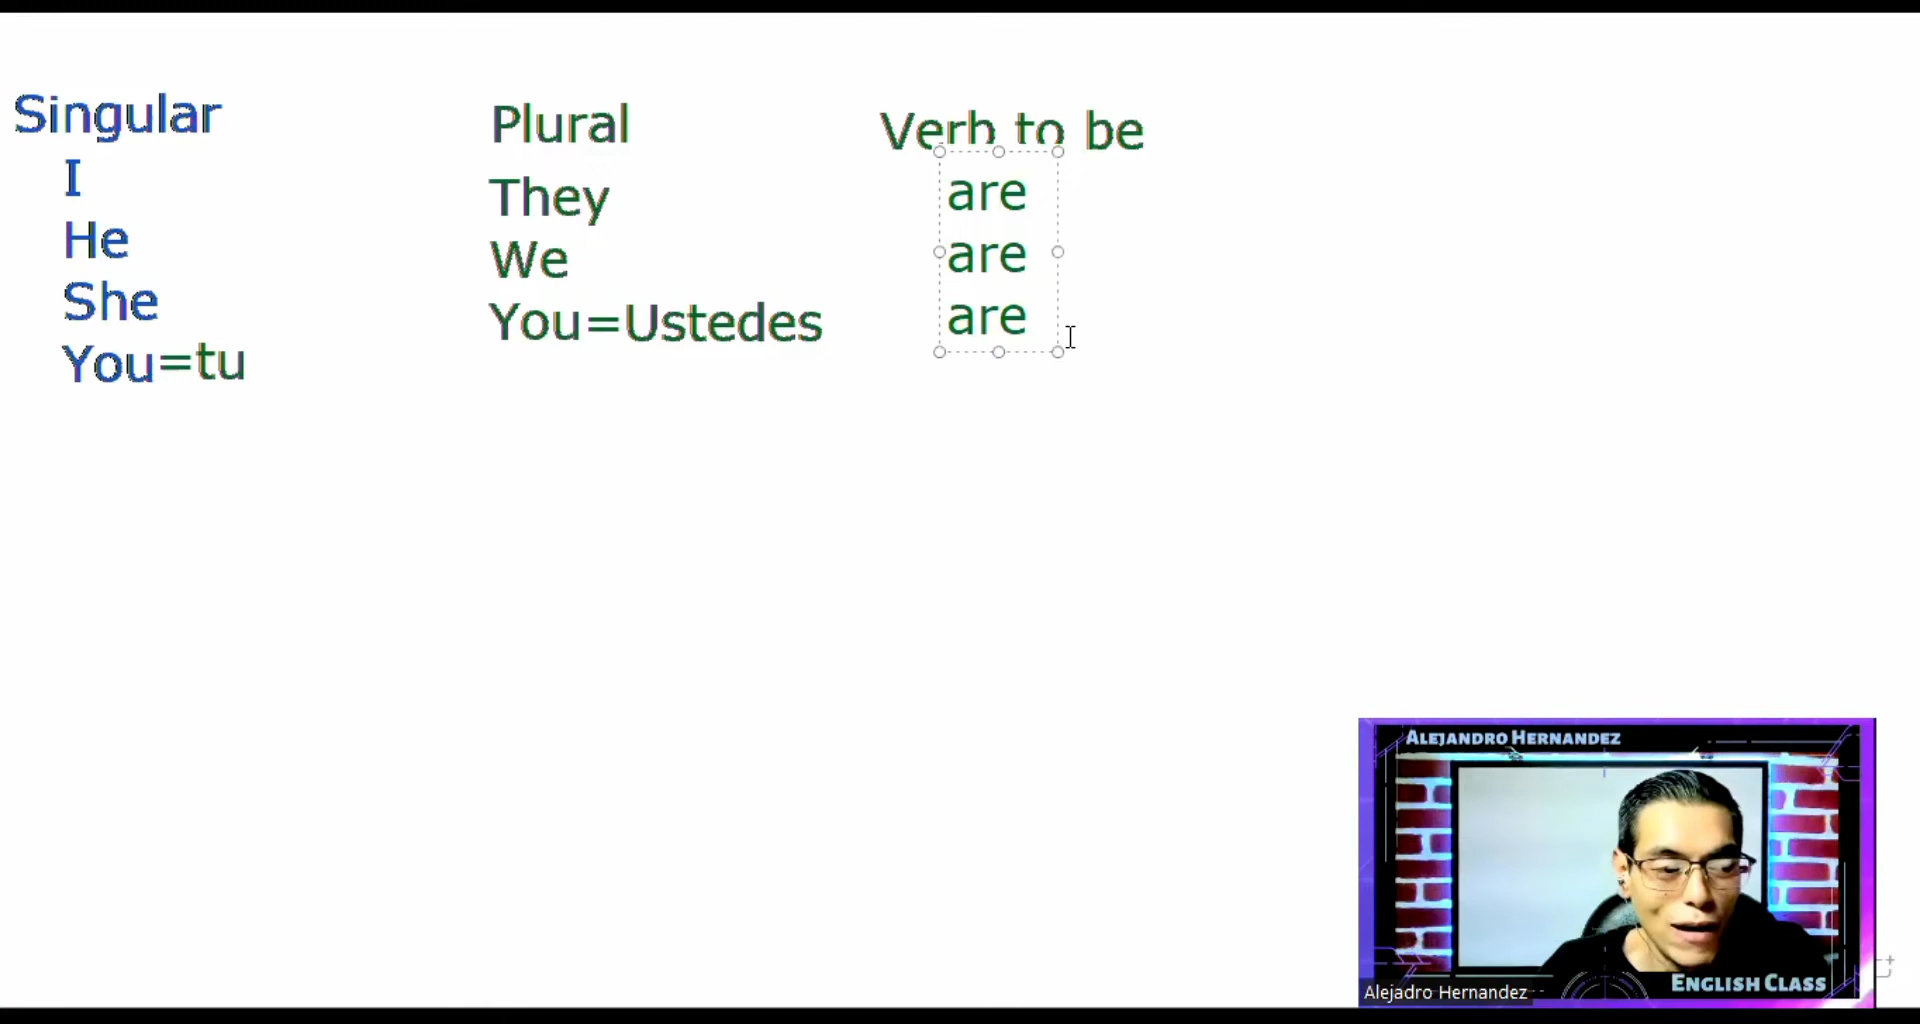 Singular
I
He
She
You=tu
Plural
They
We
You=Ustedes
Verb to be
are
are
are
Alejandro Hernandez
English Class
Alejadro Hernandez